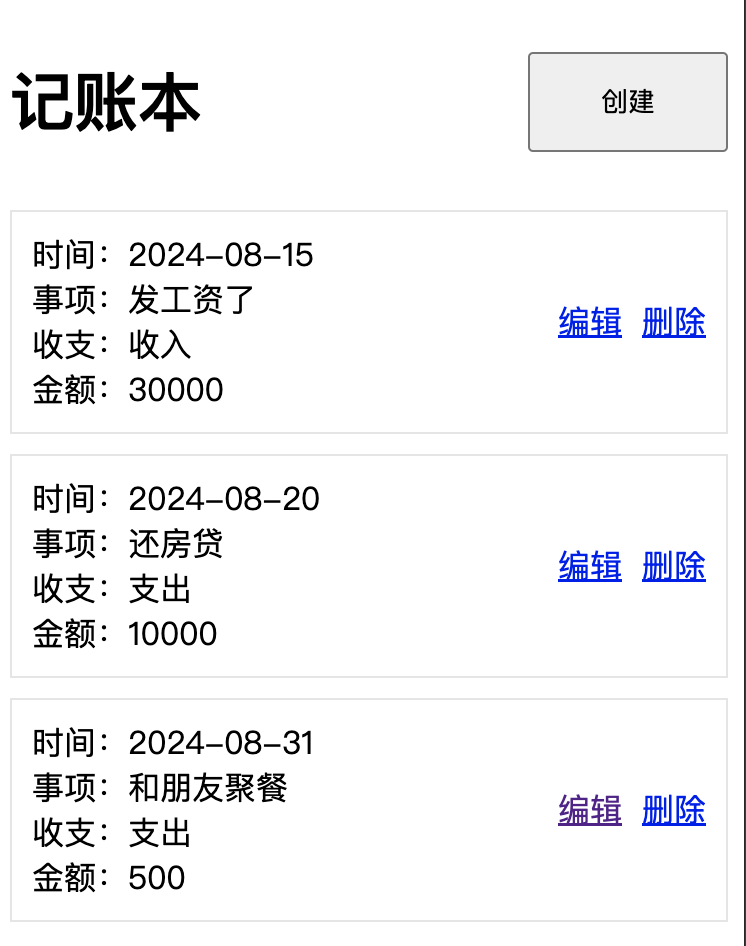 记账本
创建
时间：2024-08-15
事项：发工资了
收支：收入
金额：30000
编辑 删除
时间：2024-08-20
事项：还房贷
收支：支出
金额：10000
编辑 删除
时间：2024-08-31
事项：和朋友聚餐
收支：支出
金额：500
编辑 删除